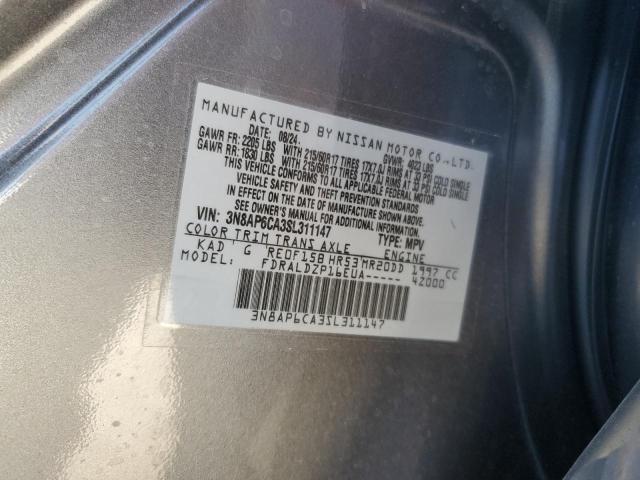 MANUFACTURED BY NISSAN MOTOR CO., LTD.
DATE: 08/24. GVWR: 4832 LBS
GAWR FR: 2205 LBS WITH 215/60R17 TIRES 17X7.0J RIMS AT 33 PSI COLD SINGLE
GAWR RR: 1830 LBS WITH 215/60R17 TIRES 17X7.0J RIMS AT 33 PSI COLD SINGLE
THIS VEHICLE CONFORMS TO ALL APPLICABLE FEDERAL MOTOR
VEHICLE SAFETY AND THEFT PREVENTION STANDARDS
IN EFFECT ON THE DATE OF MANUFACTURE SHOWN ABOVE.
SEE OWNER'S MANUAL FOR ADDITIONAL INFORMATION.
VIN: 3N8AP6CA3SL311147 TYPE: MPV
COLOR TRIM TRANS AXLE ENGINE
KAD ' G RE0F15B HR53'MR20DD 1997 CC
MODEL: FDRALDZP16EUA----- 42000
3N8AP6CA3SL311147